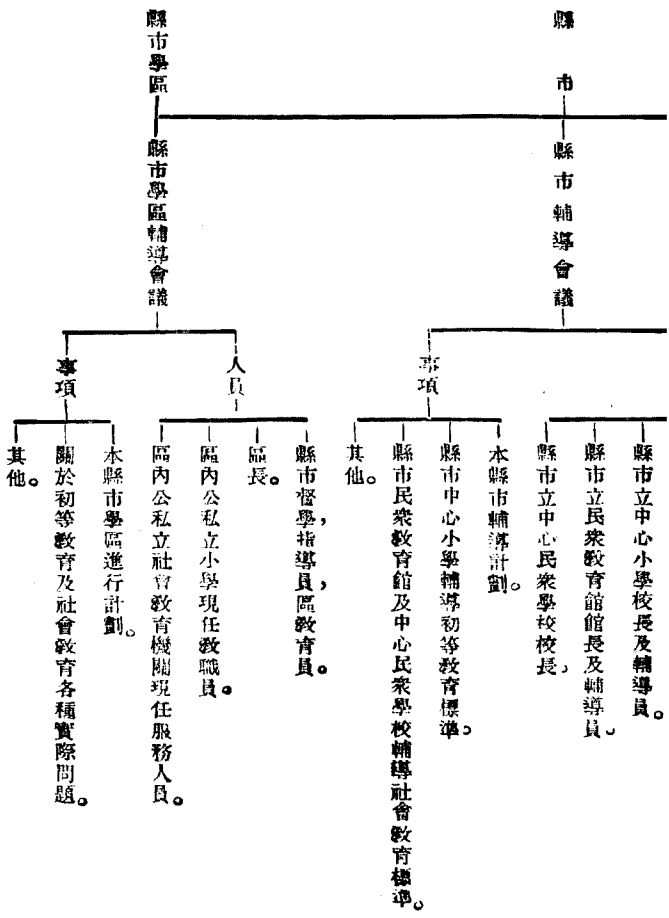 縣市
縣市輔導會議
縣市立中心小學校長及輔導員。
縣市立民衆教育館館長及輔導員。
縣市立中心民衆學校校長。
事項
本縣市輔導計劃。
縣市中心小學輔導初等教育標準。
縣市民衆教育館及中心民衆學校輔導社會教育標準。
其他。
縣市學區
縣市學區輔導會議
人員
縣市督學，指導員，區教育員。
區長。
區內公私立小學現任教職員。
區內公私立社會教育機關現任服務人員。
事項
本縣市學區進行計劃。
關於初等教育及社會教育各種實際問題。
其他。